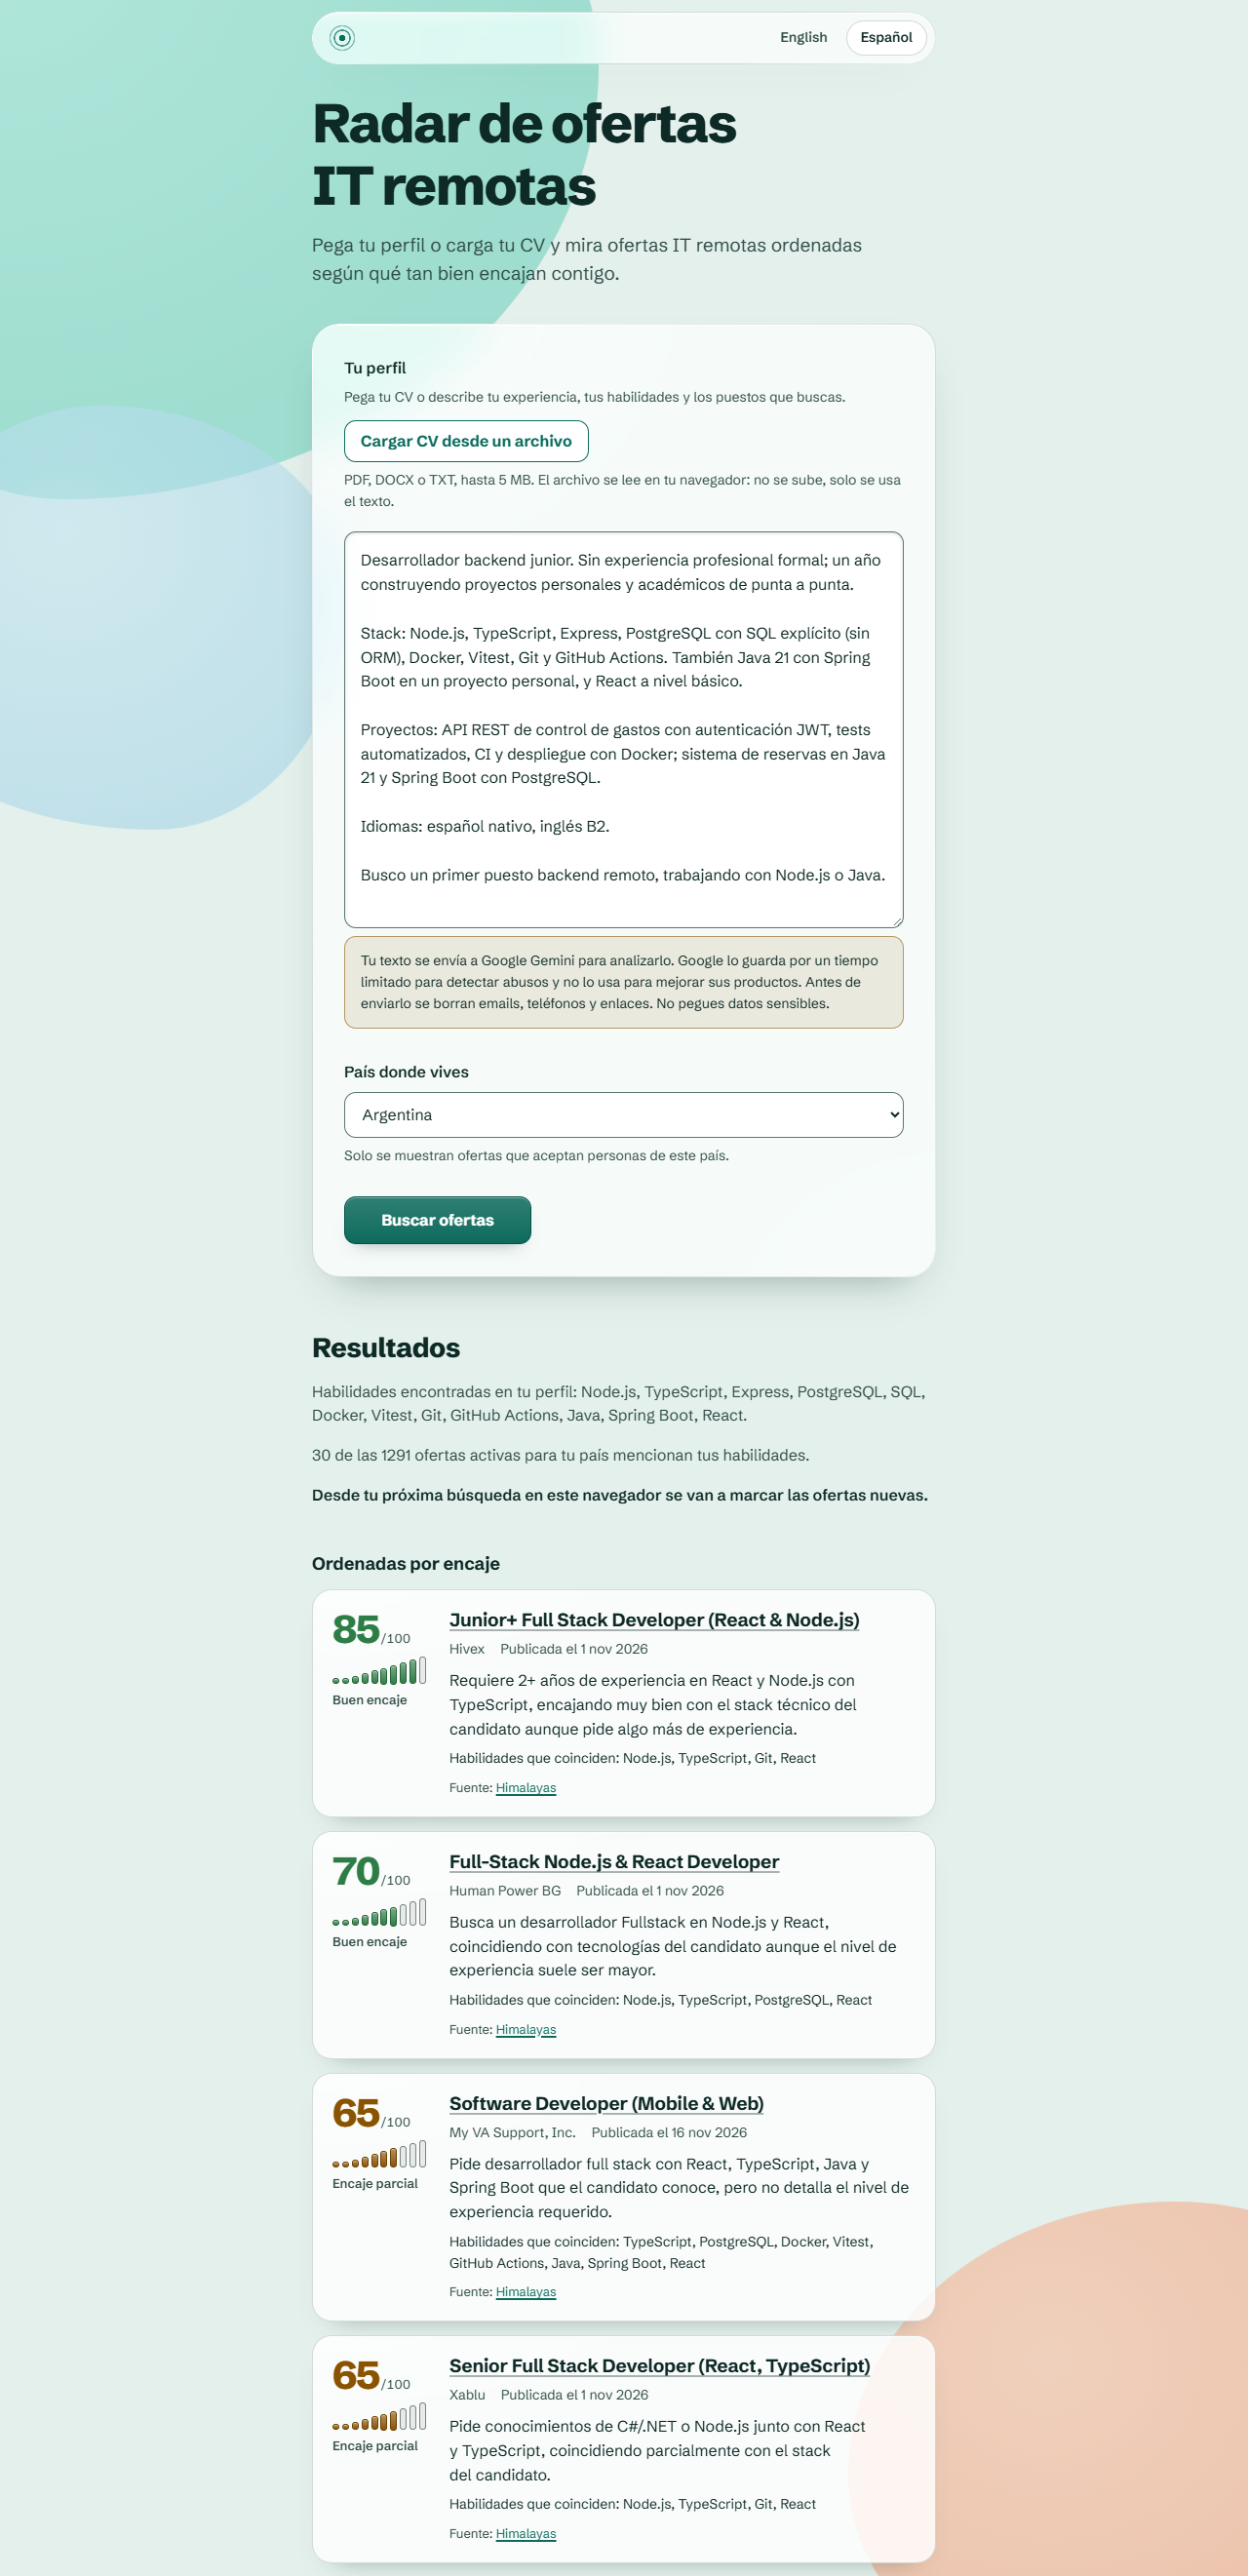 English
Español
Radar de ofertas
IT remotas
Pega tu perfil o carga tu CV y mira ofertas IT remotas ordenadas
según qué tan bien encajan contigo.
Tu perfil
Pega tu CV o describe tu experiencia, tus habilidades y los puestos que buscas.
Cargar CV desde un archivo
PDF, DOCX o TXT, hasta 5 MB. El archivo se lee en tu navegador: no se sube, solo se usa
el texto.
Desarrollador backend junior. Sin experiencia profesional formal; un año
construyendo proyectos personales y académicos de punta a punta.
Stack: Node.js, TypeScript, Express, PostgreSQL con SQL explícito (sin
ORM), Docker, Vitest, Git y GitHub Actions. También Java 21 con Spring
Boot en un proyecto personal, y React a nivel básico.
Proyectos: API REST de control de gastos con autenticación JWT, tests
automatizados, CI y despliegue con Docker; sistema de reservas en Java
21 y Spring Boot con PostgreSQL.
Idiomas: español nativo, inglés B2.
Busco un primer puesto backend remoto, trabajando con Node.js o Java.
Tu texto se envía a Google Gemini para analizarlo. Google lo guarda por un tiempo
limitado para detectar abusos y no lo usa para mejorar sus productos. Antes de
enviarlo se borran emails, teléfonos y enlaces. No pegues datos sensibles.
País donde vives
Argentina
Solo se muestran ofertas que aceptan personas de este país.
Buscar ofertas
Resultados
Habilidades encontradas en tu perfil: Node.js, TypeScript, Express, PostgreSQL, SQL,
Docker, Vitest, Git, GitHub Actions, Java, Spring Boot, React.
30 de las 1291 ofertas activas para tu país mencionan tus habilidades.
Desde tu próxima búsqueda en este navegador se van a marcar las ofertas nuevas.
Ordenadas por encaje
85/100
Buen encaje
Junior+ Full Stack Developer (React & Node.js)
Hivex Publicada el 1 nov 2026
Requiere 2+ años de experiencia en React y Node.js con
TypeScript, encajando muy bien con el stack técnico del
candidato aunque pide algo más de experiencia.
Habilidades que coinciden: Node.js, TypeScript, Git, React
Fuente: Himalayas
70/100
Buen encaje
Full-Stack Node.js & React Developer
Human Power BG Publicada el 1 nov 2026
Busca un desarrollador Fullstack en Node.js y React,
coincidiendo con tecnologías del candidato aunque el nivel de
experiencia suele ser mayor.
Habilidades que coinciden: Node.js, TypeScript, PostgreSQL, React
Fuente: Himalayas
65/100
Encaje parcial
Software Developer (Mobile & Web)
My VA Support, Inc. Publicada el 16 nov 2026
Pide desarrollador full stack con React, TypeScript, Java y
Spring Boot que el candidato conoce, pero no detalla el nivel de
experiencia requerido.
Habilidades que coinciden: TypeScript, PostgreSQL, Docker, Vitest,
GitHub Actions, Java, Spring Boot, React
Fuente: Himalayas
65/100
Encaje parcial
Senior Full Stack Developer (React, TypeScript)
Xablu Publicada el 1 nov 2026
Pide conocimientos de C#/.NET o Node.js junto con React
y TypeScript, coincidiendo parcialmente con el stack
del candidato.
Habilidades que coinciden: Node.js, TypeScript, Git, React
Fuente: Himalayas